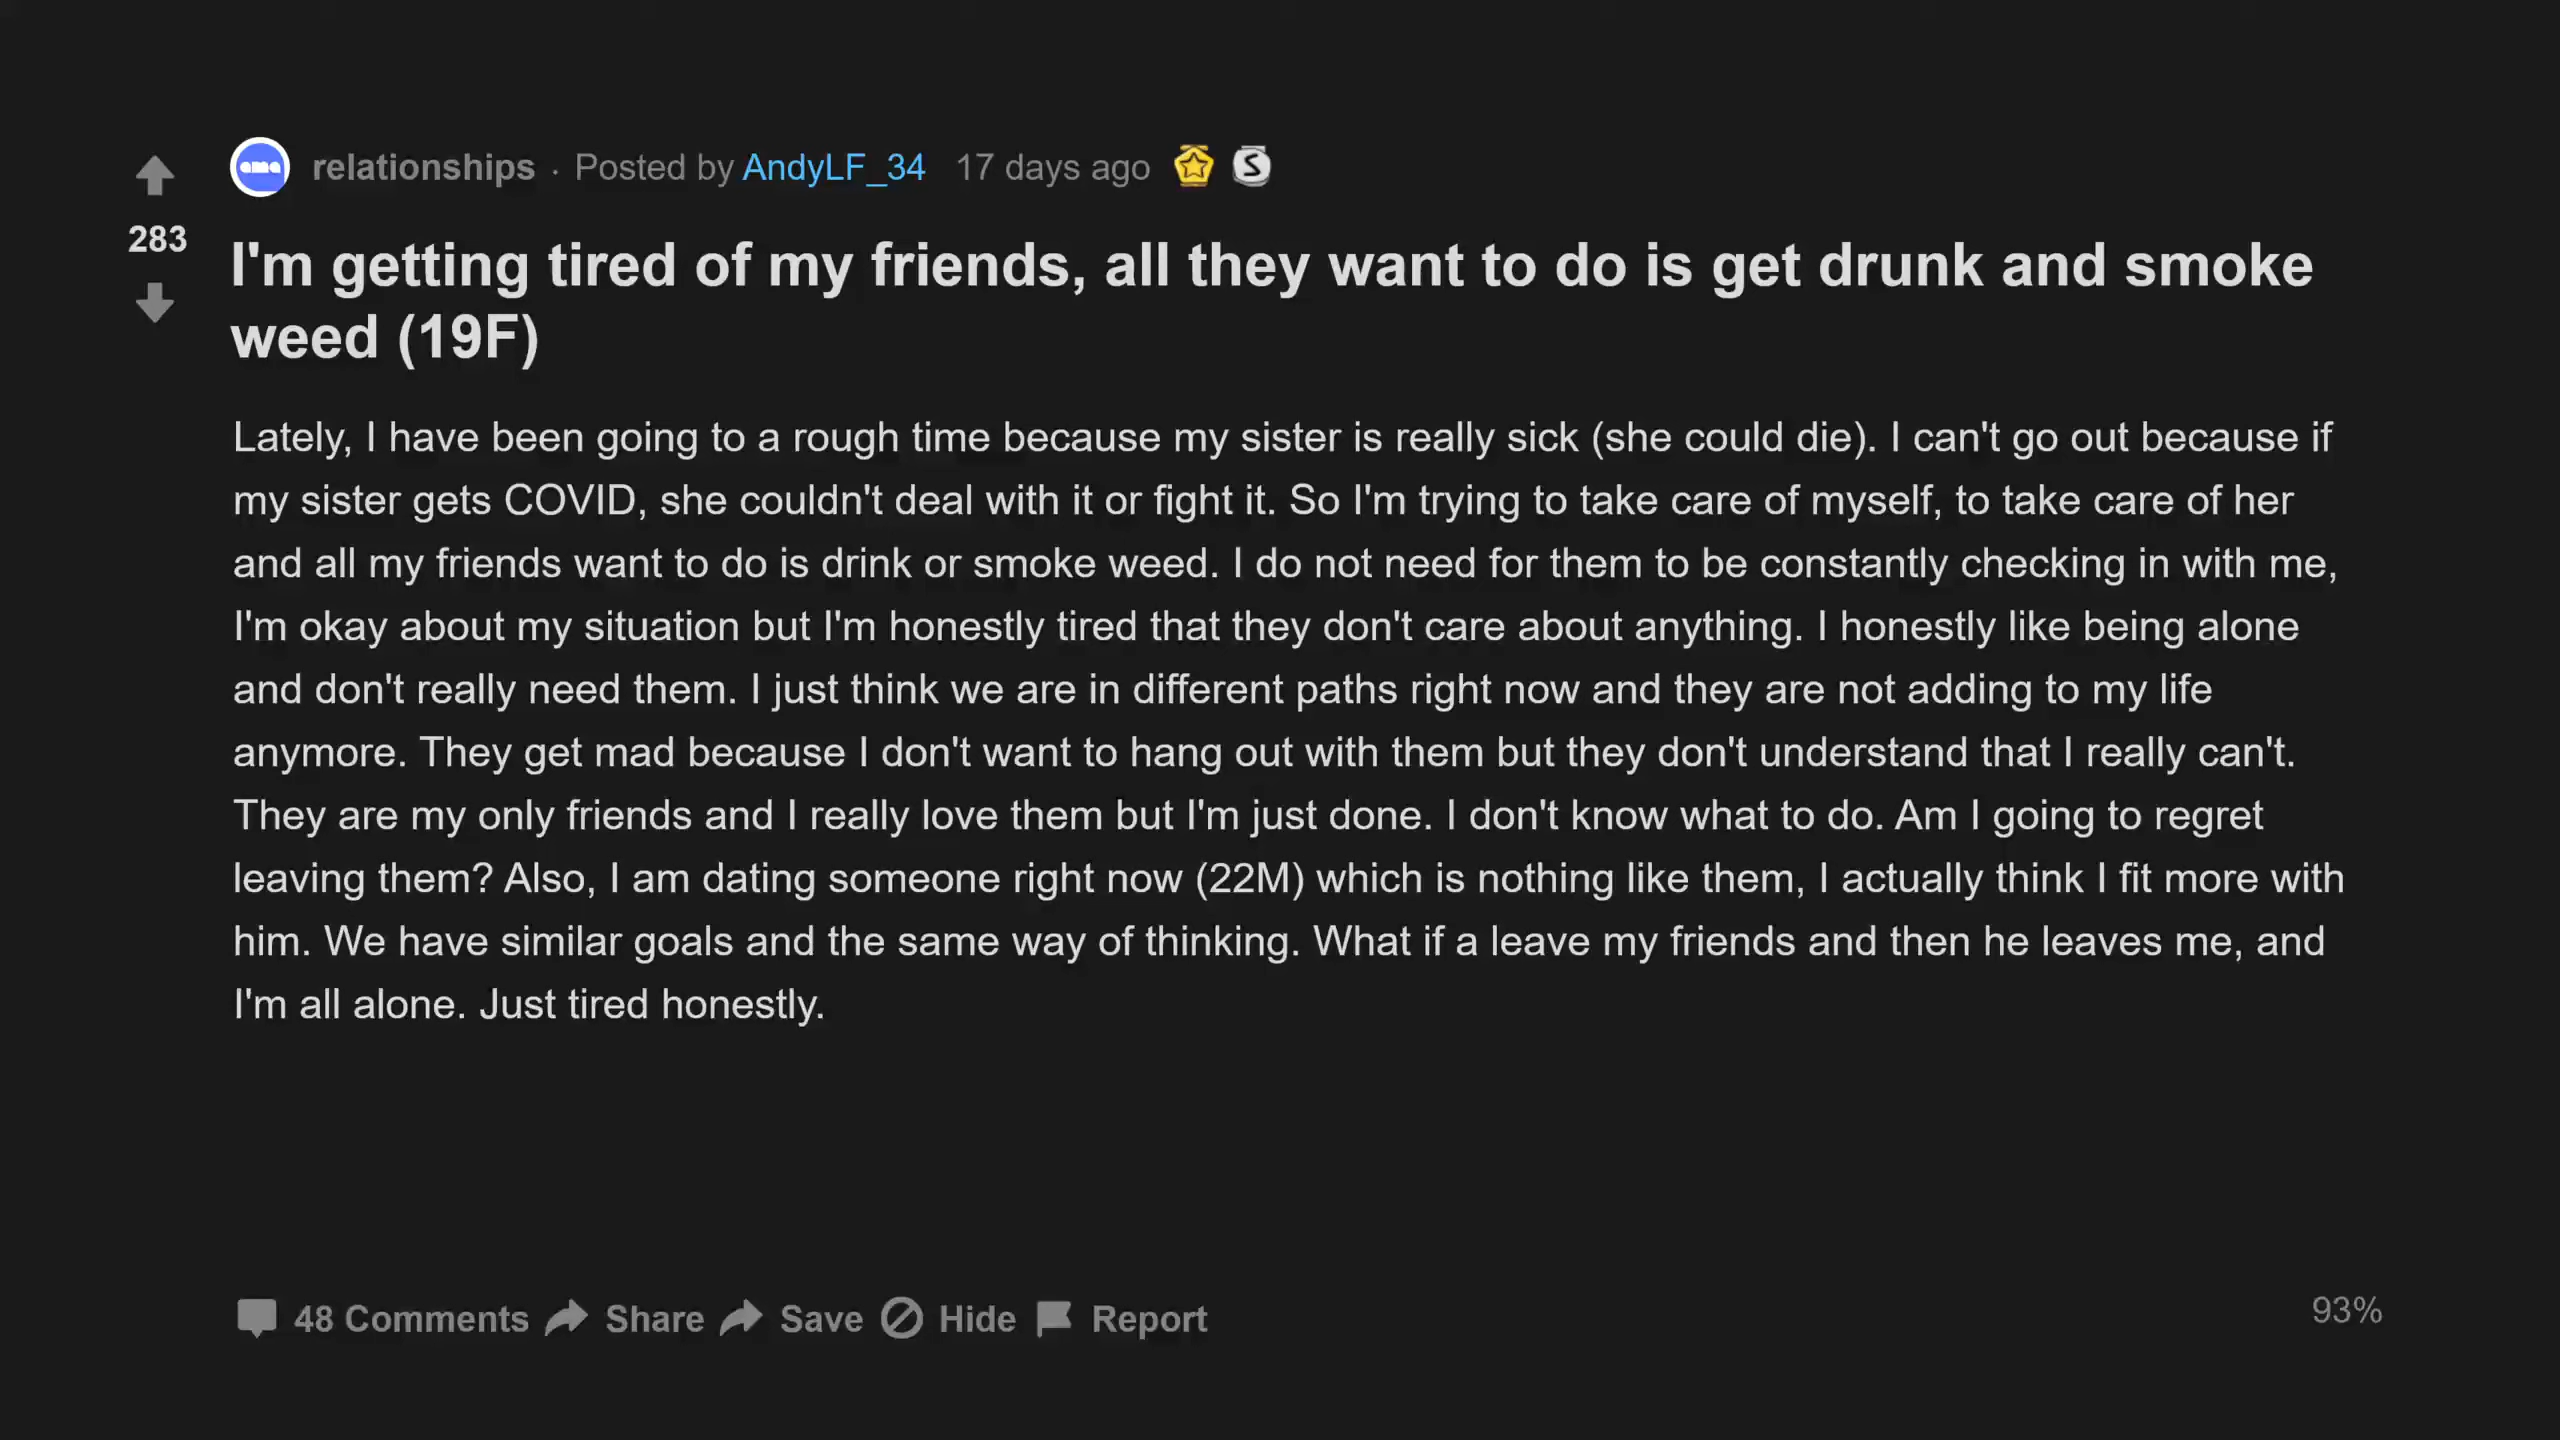 ama relationships · Posted by AndyLF_34 17 days ago S
283
I'm getting tired of my friends, all they want to do is get drunk and smoke
weed (19F)
Lately, I have been going to a rough time because my sister is really sick (she could die). I can't go out because if
my sister gets COVID, she couldn't deal with it or fight it. So I'm trying to take care of myself, to take care of her
and all my friends want to do is drink or smoke weed. I do not need for them to be constantly checking in with me,
I'm okay about my situation but I'm honestly tired that they don't care about anything. I honestly like being alone
and don't really need them. I just think we are in different paths right now and they are not adding to my life
anymore. They get mad because I don't want to hang out with them but they don't understand that I really can't.
They are my only friends and I really love them but I'm just done. I don't know what to do. Am I going to regret
leaving them? Also, I am dating someone right now (22M) which is nothing like them, I actually think I fit more with
him. We have similar goals and the same way of thinking. What if a leave my friends and then he leaves me, and
I'm all alone. Just tired honestly.
48 Comments Share Save Hide Report 93%